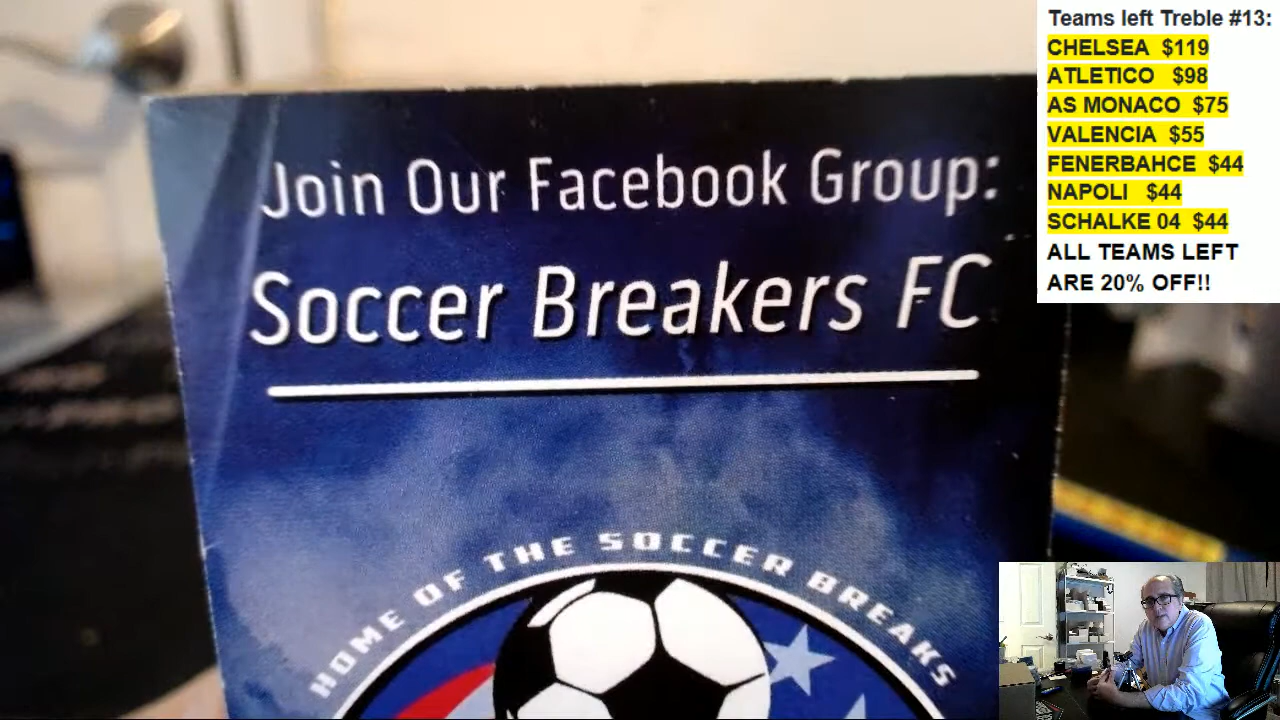 Teams left Treble #13:
CHELSEA $119
ATLETICO $98
AS MONACO $75
VALENCIA $55
FENERBAHCE $44
NAPOLI $44
SCHALKE 04 $44
ALL TEAMS LEFT
ARE 20% OFF!!
Join Our Facebook Group:
Soccer Breakers FC
HOME OF THE SOCCER BREAKS